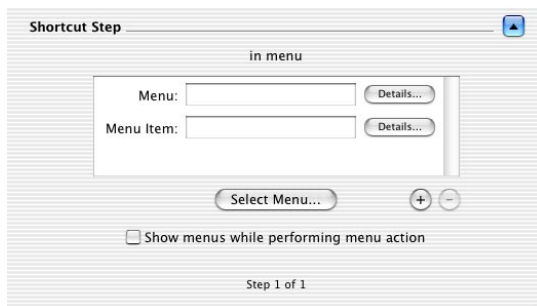 Shortcut Step
in menu
Menu: Details...
Menu Item: Details...
Select Menu... + −
Show menus while performing menu action
Step 1 of 1